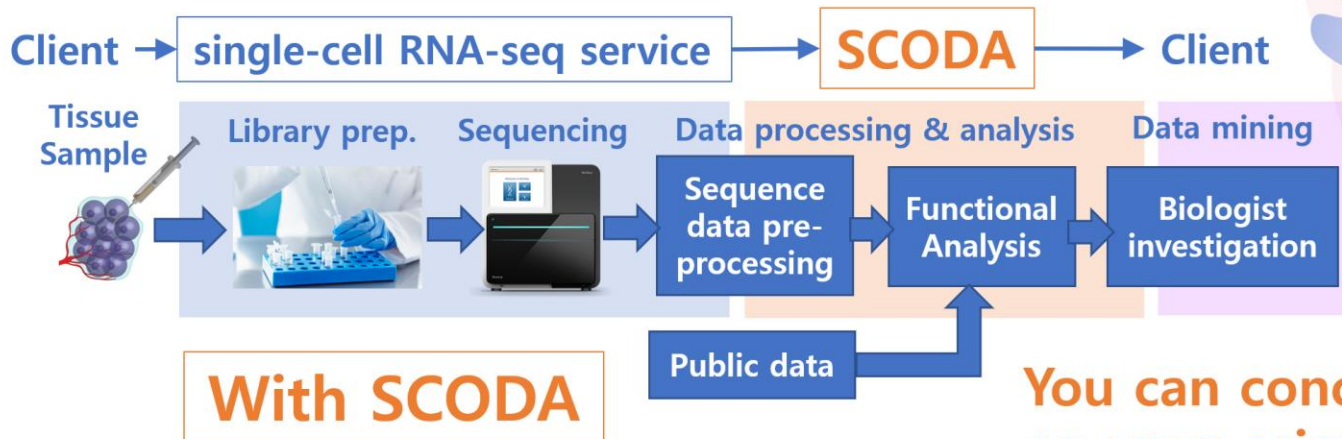 Client
single-cell RNA-seq service
SCODA
Client
Tissue
Sample
Library prep.
Sequencing
Data processing & analysis
Data mining
Sequence
data pre-
processing
Functional
Analysis
Biologist
investigation
Public data
With SCODA
You can